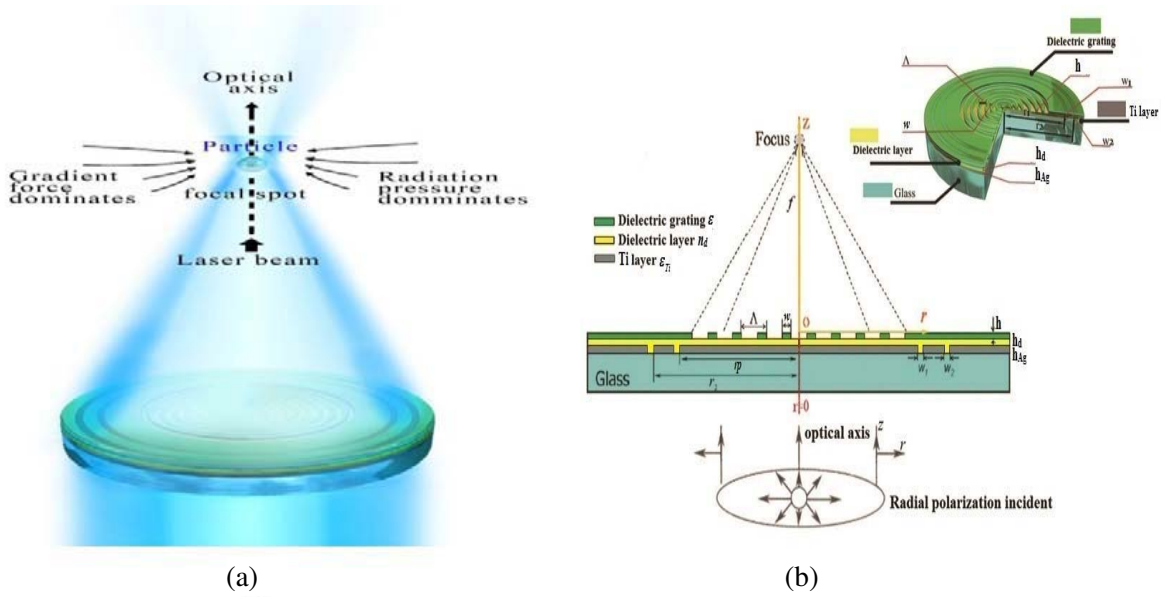 Optical
axis
Particle
Gradient
force
dominates
focal spot
Radiation
pressure
domminates
Laser beam
(a)
Dielectric grating
Λ
h
w1
Ti layer
w
w2
Dielectric layer
hd
hAg
Glass
Z
Focus
f
Dielectric grating ε
Dielectric layer nd
Ti layer εTi
Λ
w
O
r
h
hd
hAg
rp
r1
w1
w2
Glass
r=0
optical axis
z
r
Radial polarization incident
(b)